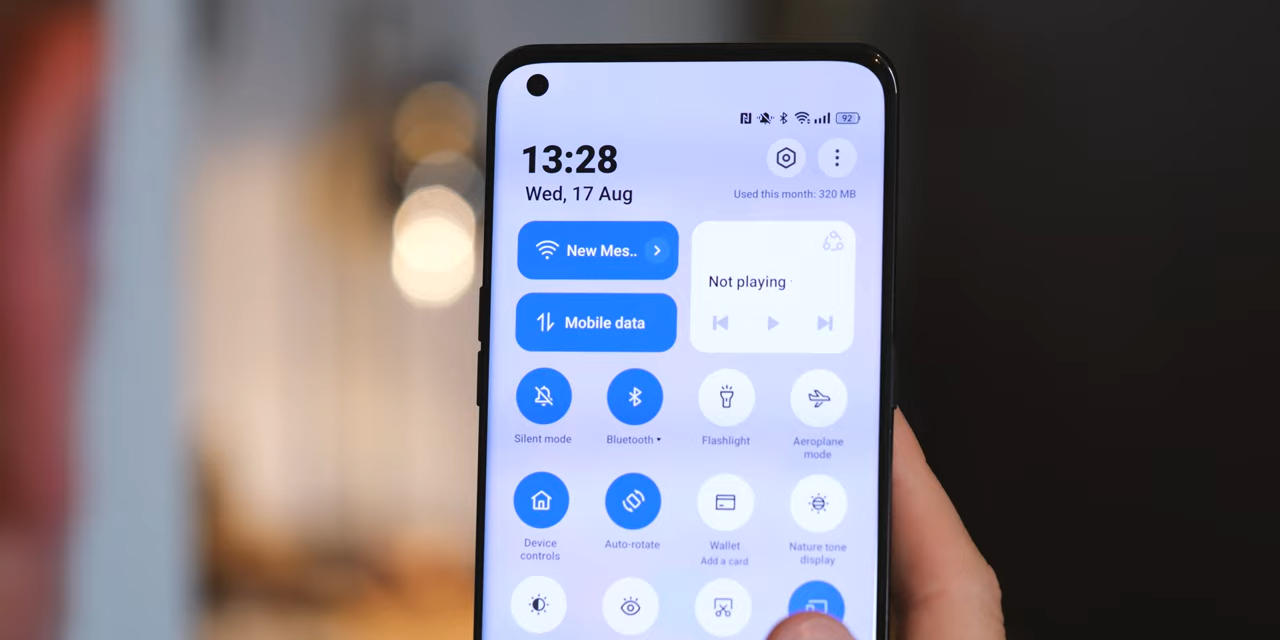 92
13:28
Wed, 17 Aug
Used this month: 320 MB
New Mes..
Mobile data
Not playing
Silent mode
Bluetooth
Flashlight
Aeroplane
mode
Device
controls
Auto-rotate
Wallet
Add a card
Nature tone
display